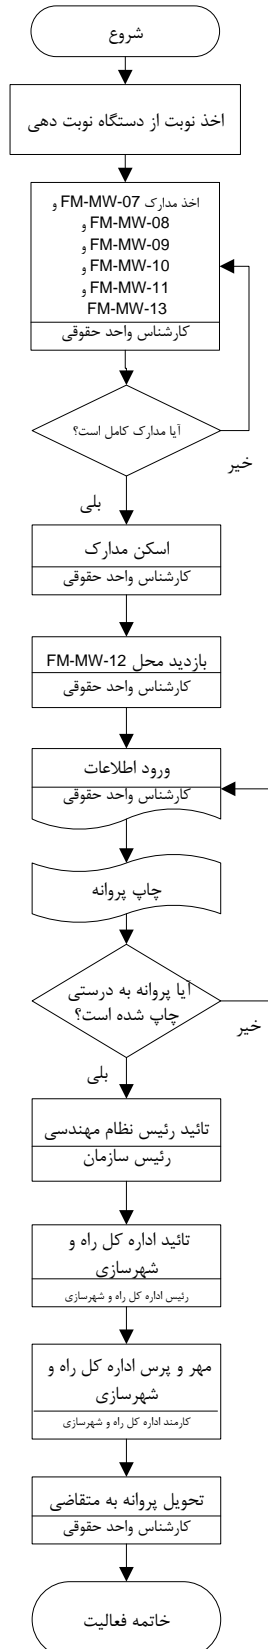 شروع
اخذ نوبت از دستگاه نوبت دهی
اخذ مدارک FM-MW-07 و
FM-MW-08 و
FM-MW-09 و
FM-MW-10 و
FM-MW-11 و
FM-MW-13
کارشناس واحد حقوقی
آیا مدارک کامل است؟
خیر
بلی
اسکن مدارک
کارشناس واحد حقوقی
بازدید محل FM-MW-12
کارشناس واحد حقوقی
ورود اطلاعات
کارشناس واحد حقوقی
چاپ پروانه
آیا پروانه به درستی
چاپ شده است؟
خیر
بلی
تائید رئیس نظام مهندسی
رئیس سازمان
تائید اداره کل راه و
شهرسازی
رئیس اداره کل راه و شهرسازی
مهر و پرس اداره کل راه و
شهرسازی
کارمند اداره کل راه و شهرسازی
تحویل پروانه به متقاضی
کارشناس واحد حقوقی
خاتمه فعالیت